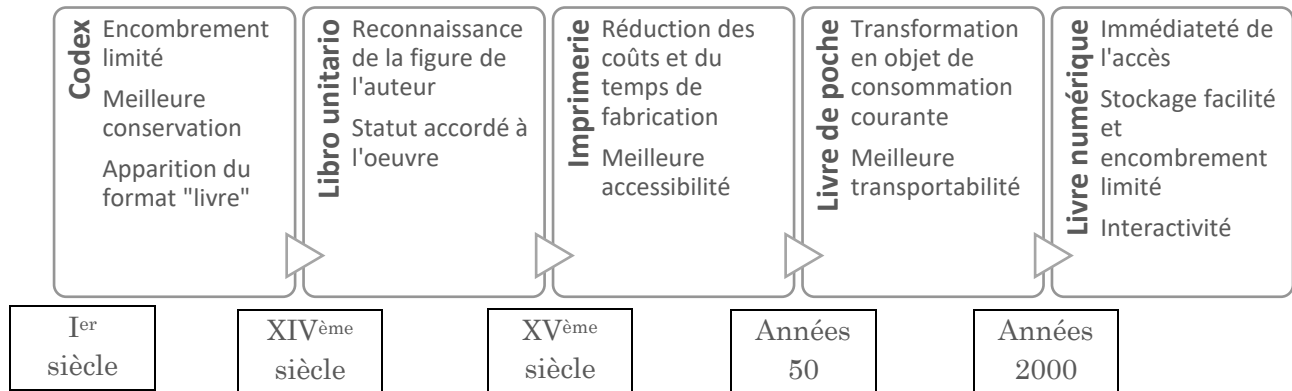 Codex
Encombrement
limité
Meilleure
conservation
Apparition du
format "livre"
Libro unitario
Reconnaissance
de la figure de
l'auteur
Statut accordé à
l'oeuvre
Imprimerie
Réduction des
coûts et du
temps de
fabrication
Meilleure
accessibilité
Livre de poche
Transformation
en objet de
consommation
courante
Meilleure
transportabilité
Livre numérique
Immédiateté de
l'accès
Stockage facilité
et
encombrement
limité
Interactivité
Ier
siècle
XIVème
siècle
XVème
siècle
Années
50
Années
2000